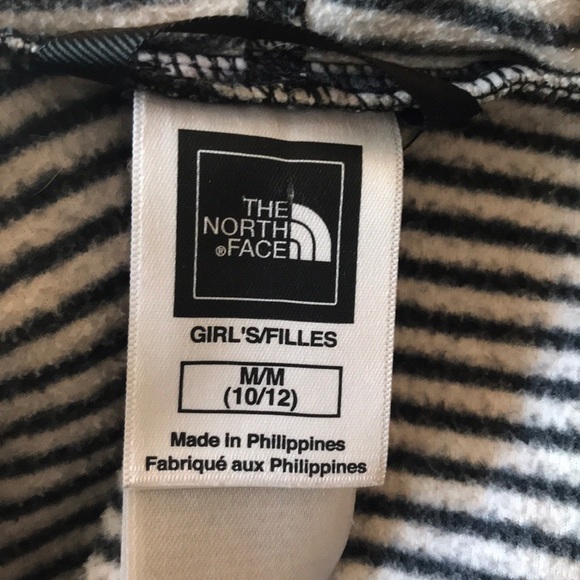 THE
NORTH
®FACE
GIRL'S/FILLES
M/M
(10/12)
Made in Philippines
Fabriqué aux Philippines